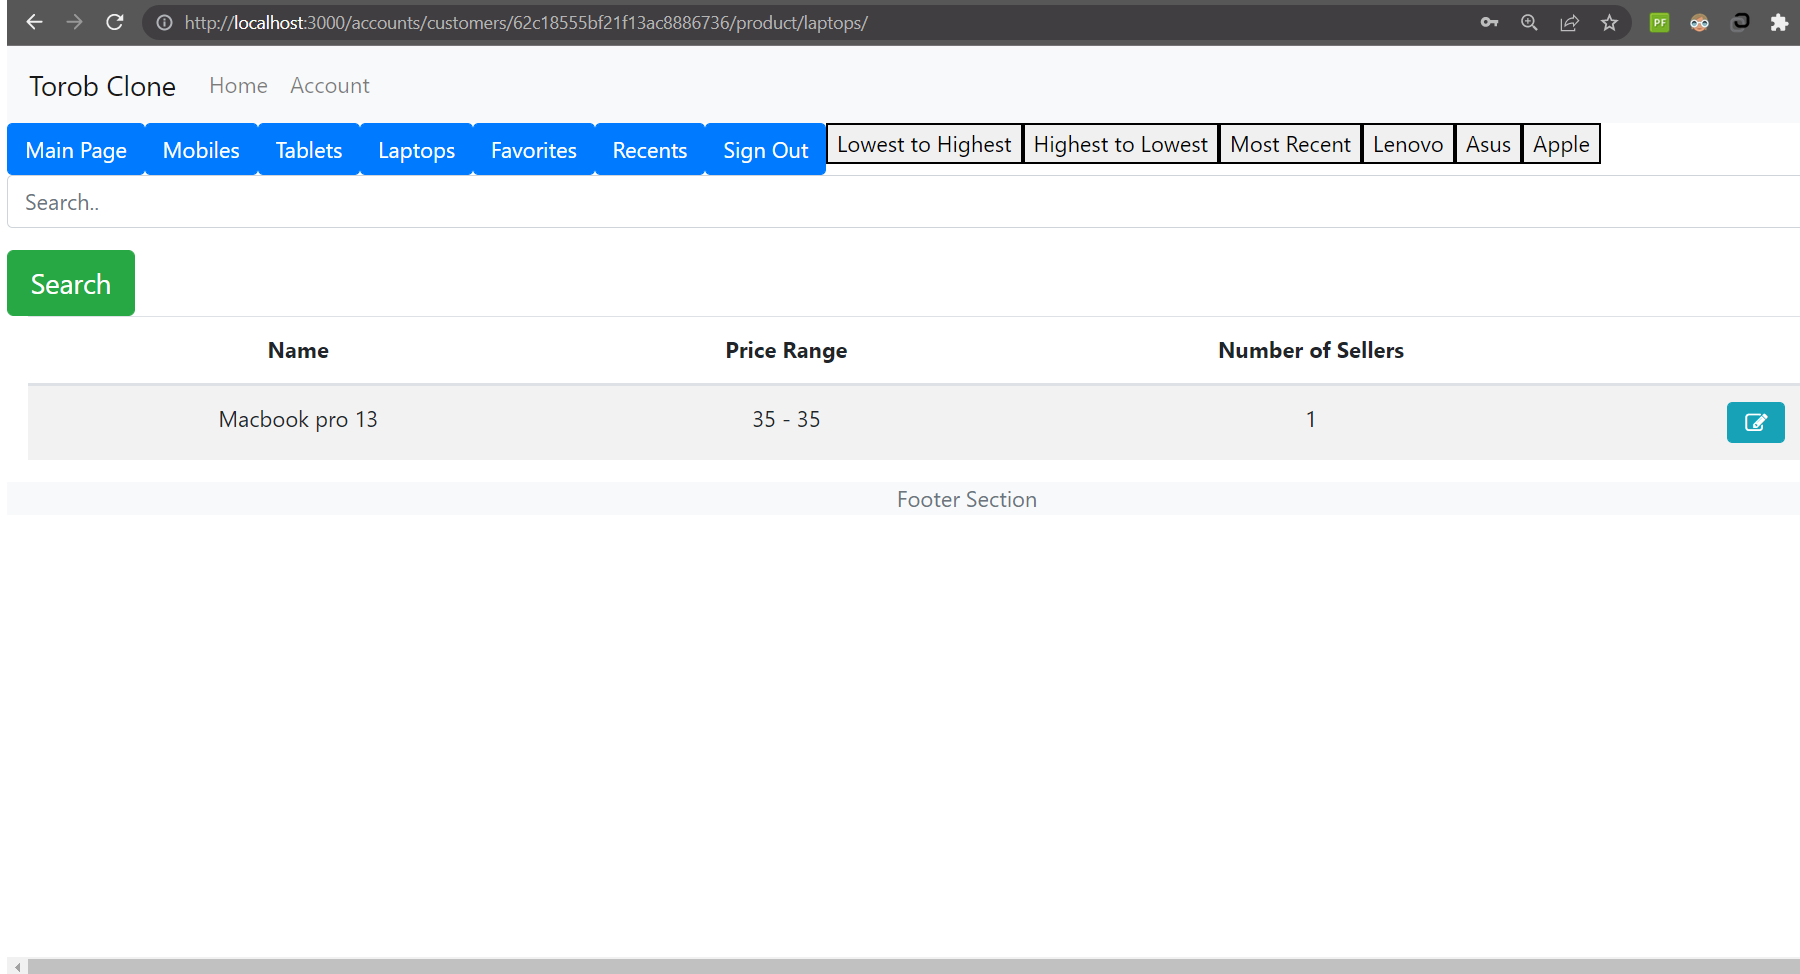 http://localhost:3000/accounts/customers/62c18555bf21f13ac8886736/product/laptops/
PF
Torob Clone Home Account
Main Page Mobiles Tablets Laptops Favorites Recents Sign Out Lowest to Highest Highest to Lowest Most Recent Lenovo Asus Apple
Search..
Search
Name Price Range Number of Sellers
Macbook pro 13 35 - 35 1
Footer Section